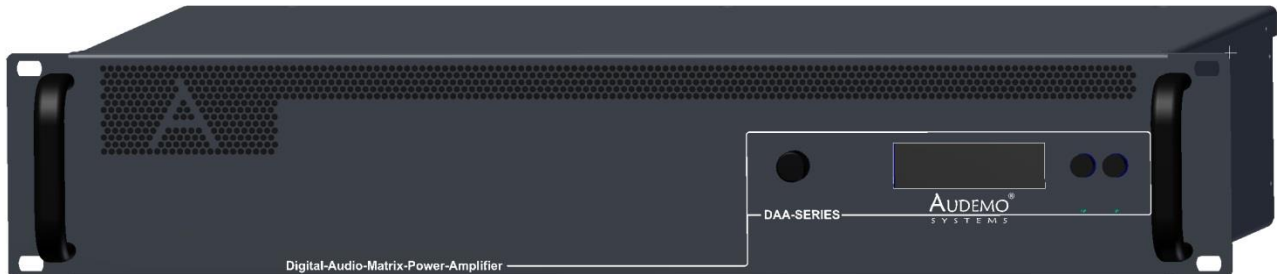 A
DAA-SERIES
AUDEMO®
SYSTEMS
Digital-Audio-Matrix-Power-Amplifier